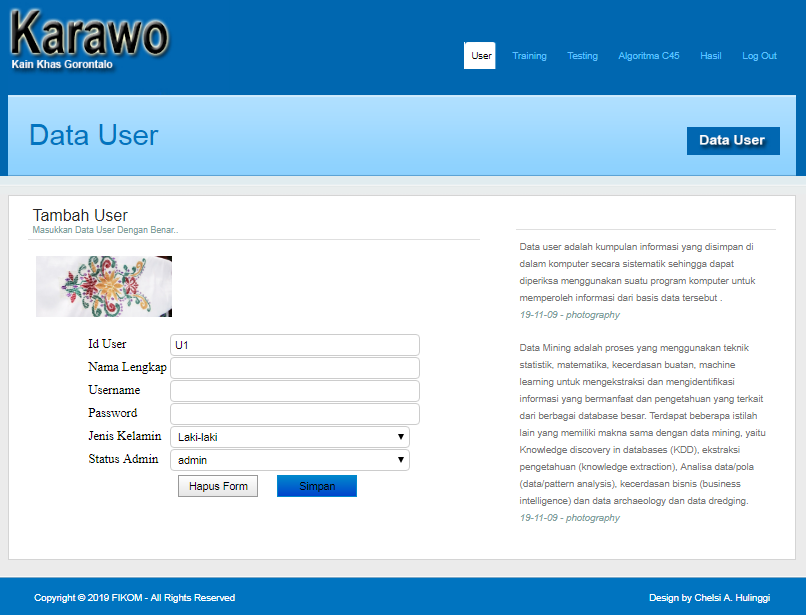 Karawo
Kain Khas Gorontalo
User
Training
Testing
Algoritma C45
Hasil
Log Out
Data User
Data User
Tambah User
Masukkan Data User Dengan Benar..
Id User
U1
Nama Lengkap
Username
Password
Jenis Kelamin
Laki-laki
Status Admin
admin
Hapus Form
Simpan
Data user adalah kumpulan informasi yang disimpan di
dalam komputer secara sistematik sehingga dapat
diperiksa menggunakan suatu program komputer untuk
memperoleh informasi dari basis data tersebut .
19-11-09 - photography
Data Mining adalah proses yang menggunakan teknik
statistik, matematika, kecerdasan buatan, machine
learning untuk mengekstraksi dan mengidentifikasi
informasi yang bermanfaat dan pengetahuan yang terkait
dari berbagai database besar. Terdapat beberapa istilah
lain yang memiliki makna sama dengan data mining, yaitu
Knowledge discovery in databases (KDD), ekstraksi
pengetahuan (knowledge extraction), Analisa data/pola
(data/pattern analysis), kecerdasan bisnis (business
intelligence) dan data archaeology dan data dredging.
19-11-09 - photography
Copyright © 2019 FIKOM - All Rights Reserved
Design by Chelsi A. Hulinggi